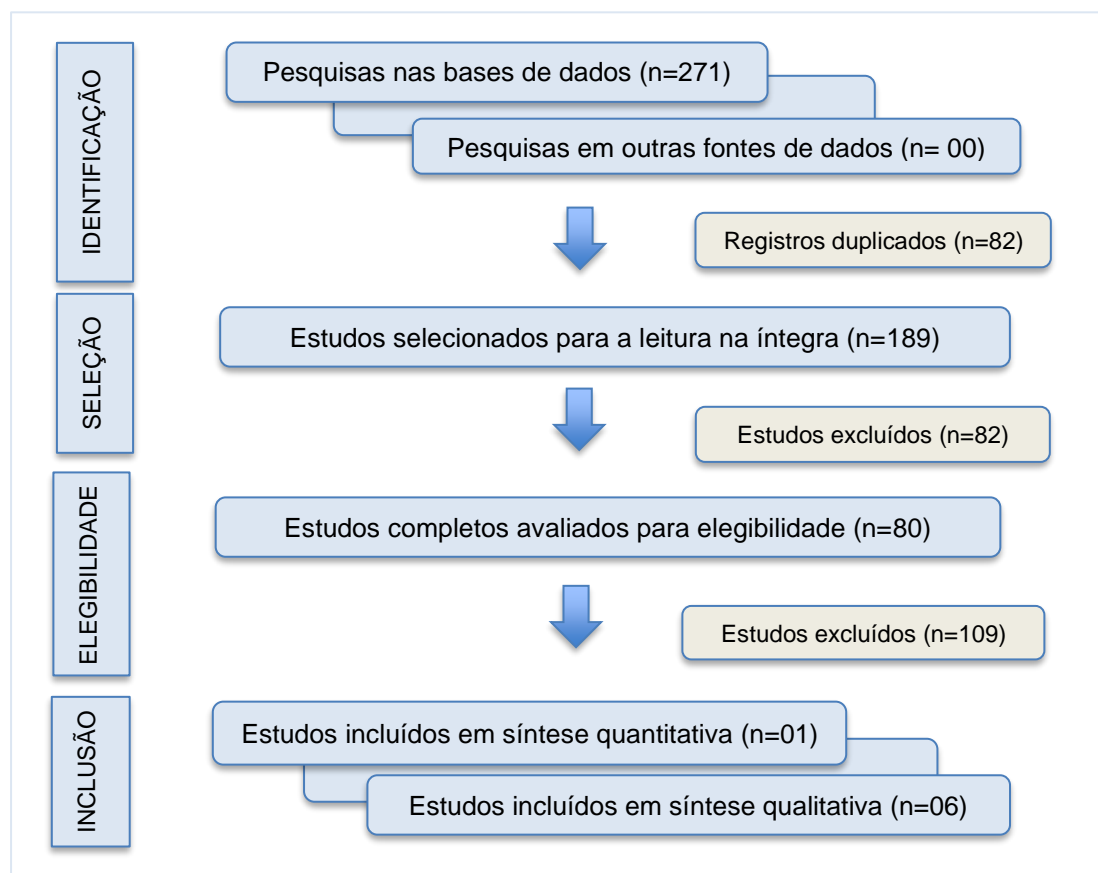 IDENTIFICAÇÃO
Pesquisas nas bases de dados (n=271)
Pesquisas em outras fontes de dados (n= 00)
Registros duplicados (n=82)
SELEÇÃO
Estudos selecionados para a leitura na íntegra (n=189)
Estudos excluídos (n=82)
ELEGIBILIDADE
Estudos completos avaliados para elegibilidade (n=80)
Estudos excluídos (n=109)
INCLUSÃO
Estudos incluídos em síntese quantitativa (n=01)
Estudos incluídos em síntese qualitativa (n=06)